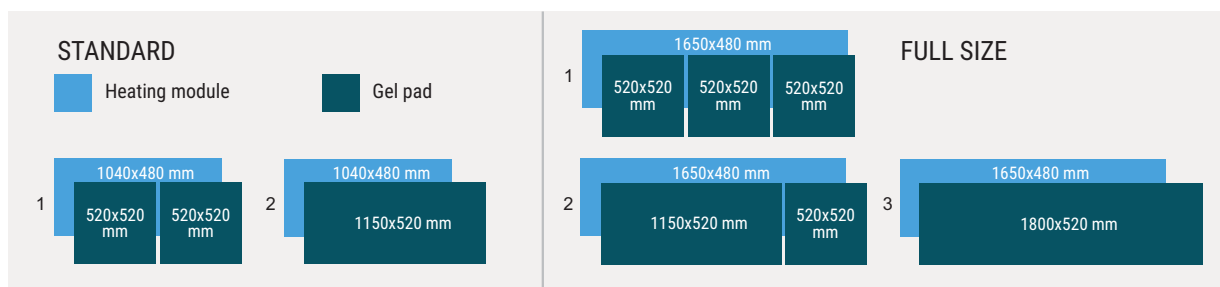 STANDARD
Heating module
Gel pad
1
1040x480 mm
520x520
mm
520x520
mm
2
1040x480 mm
1150x520 mm
FULL SIZE
1
1650x480 mm
520x520
mm
520x520
mm
520x520
mm
2
1650x480 mm
1150x520 mm
520x520
mm
3
1650x480 mm
1800x520 mm